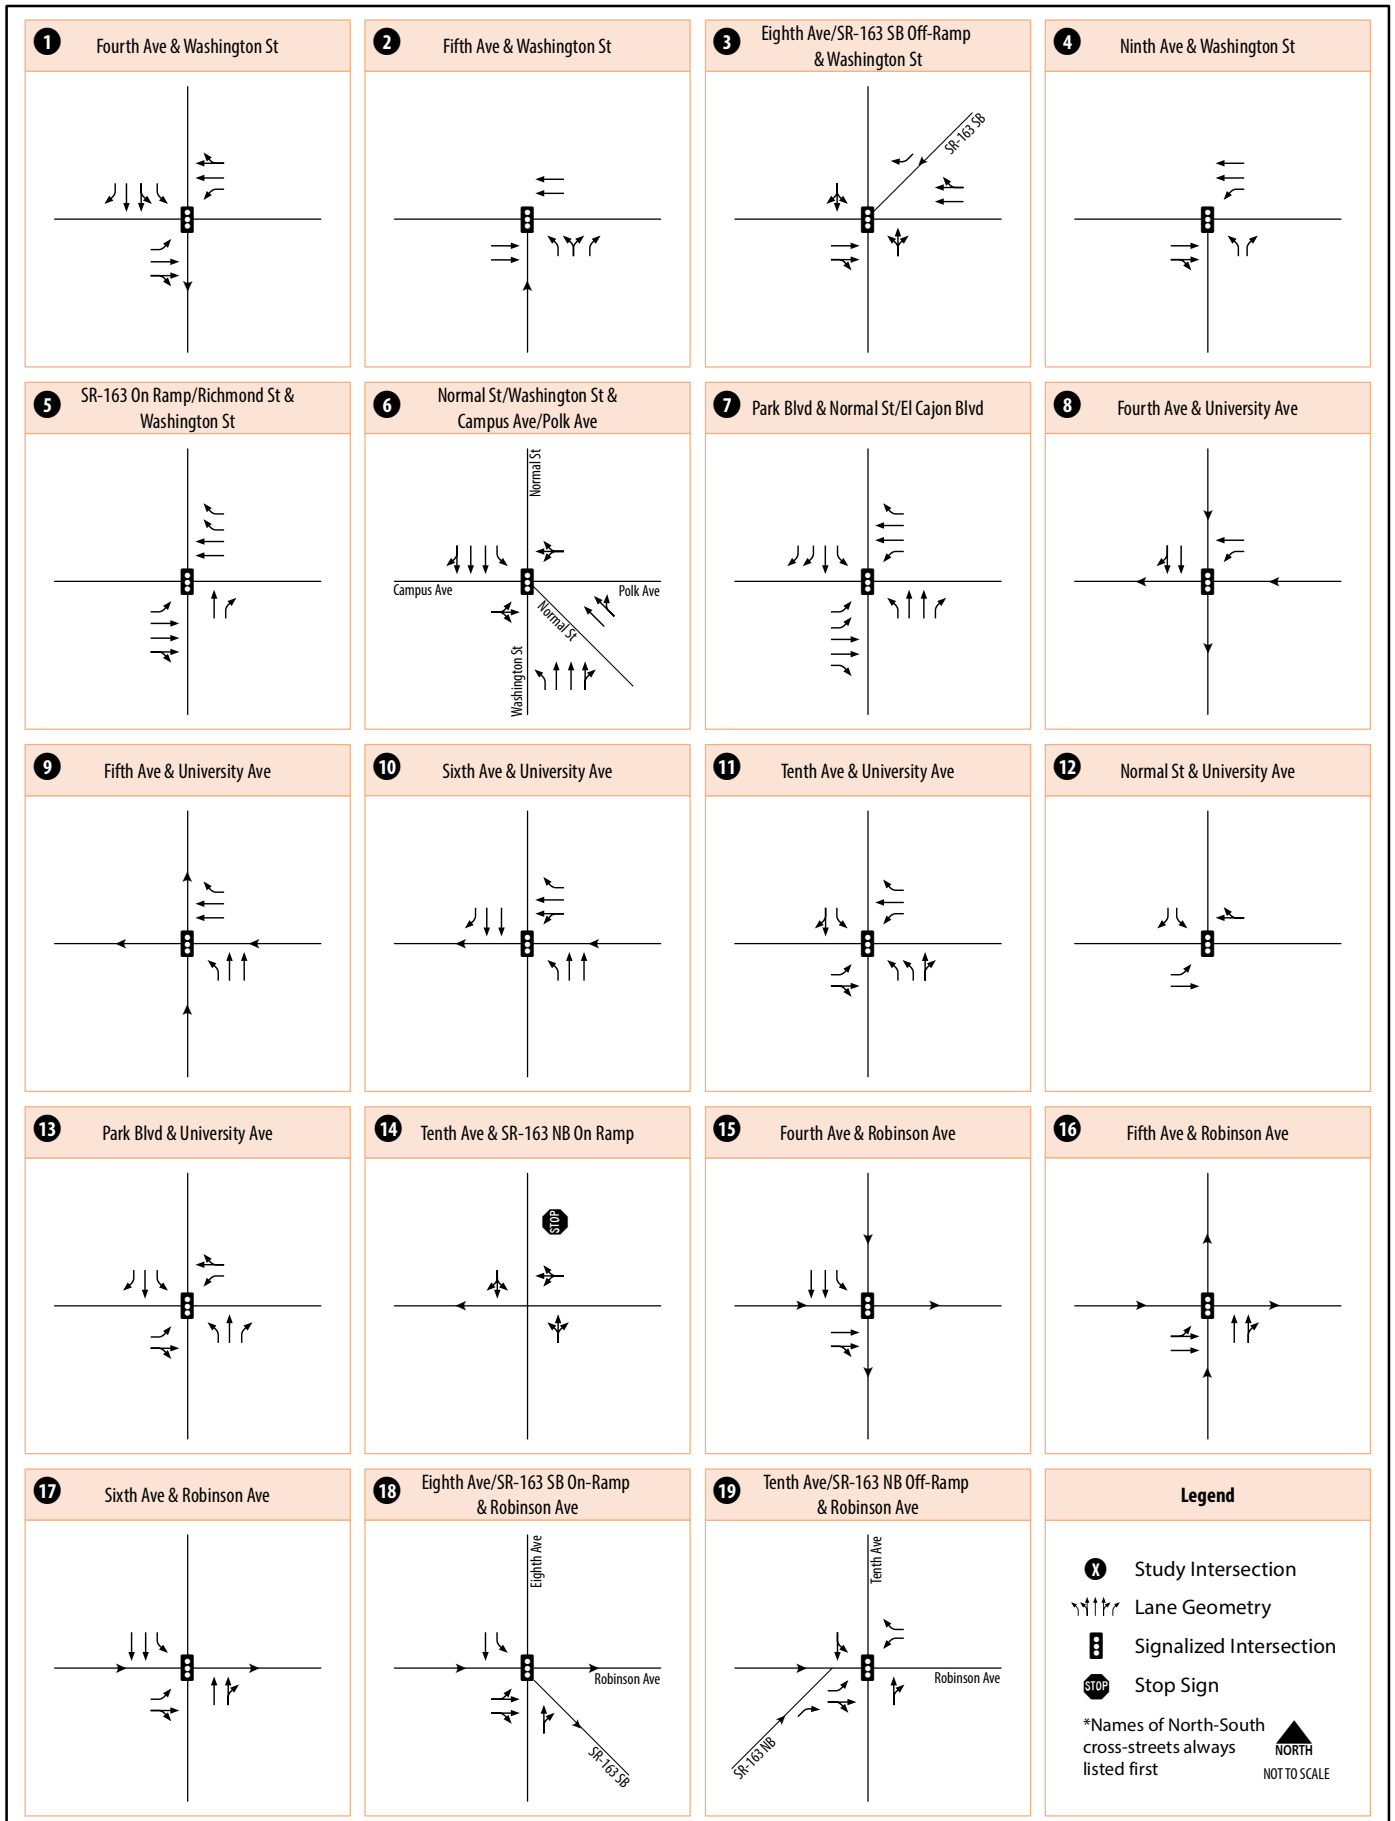 1
Fourth Ave & Washington St
2
Fifth Ave & Washington St
3
Eighth Ave/SR-163 SB Off-Ramp
& Washington St
SR-163 SB
4
Ninth Ave & Washington St
5
SR-163 On Ramp/Richmond St &
Washington St
6
Normal St/Washington St &
Campus Ave/Polk Ave
Normal St
Campus Ave
Polk Ave
Normal St
Washington St
7
Park Blvd & Normal St/El Cajon Blvd
8
Fourth Ave & University Ave
9
Fifth Ave & University Ave
10
Sixth Ave & University Ave
11
Tenth Ave & University Ave
12
Normal St & University Ave
13
Park Blvd & University Ave
14
Tenth Ave & SR-163 NB On Ramp
STOP
15
Fourth Ave & Robinson Ave
16
Fifth Ave & Robinson Ave
17
Sixth Ave & Robinson Ave
18
Eighth Ave/SR-163 SB On-Ramp
& Robinson Ave
Eighth Ave
Robinson Ave
SR-163 SB
19
Tenth Ave/SR-163 NB Off-Ramp
& Robinson Ave
Tenth Ave
Robinson Ave
SR-163 NB
Legend
X Study Intersection
Lane Geometry
Signalized Intersection
STOP Stop Sign
*Names of North-South
cross-streets always
listed first
NORTH
NOT TO SCALE